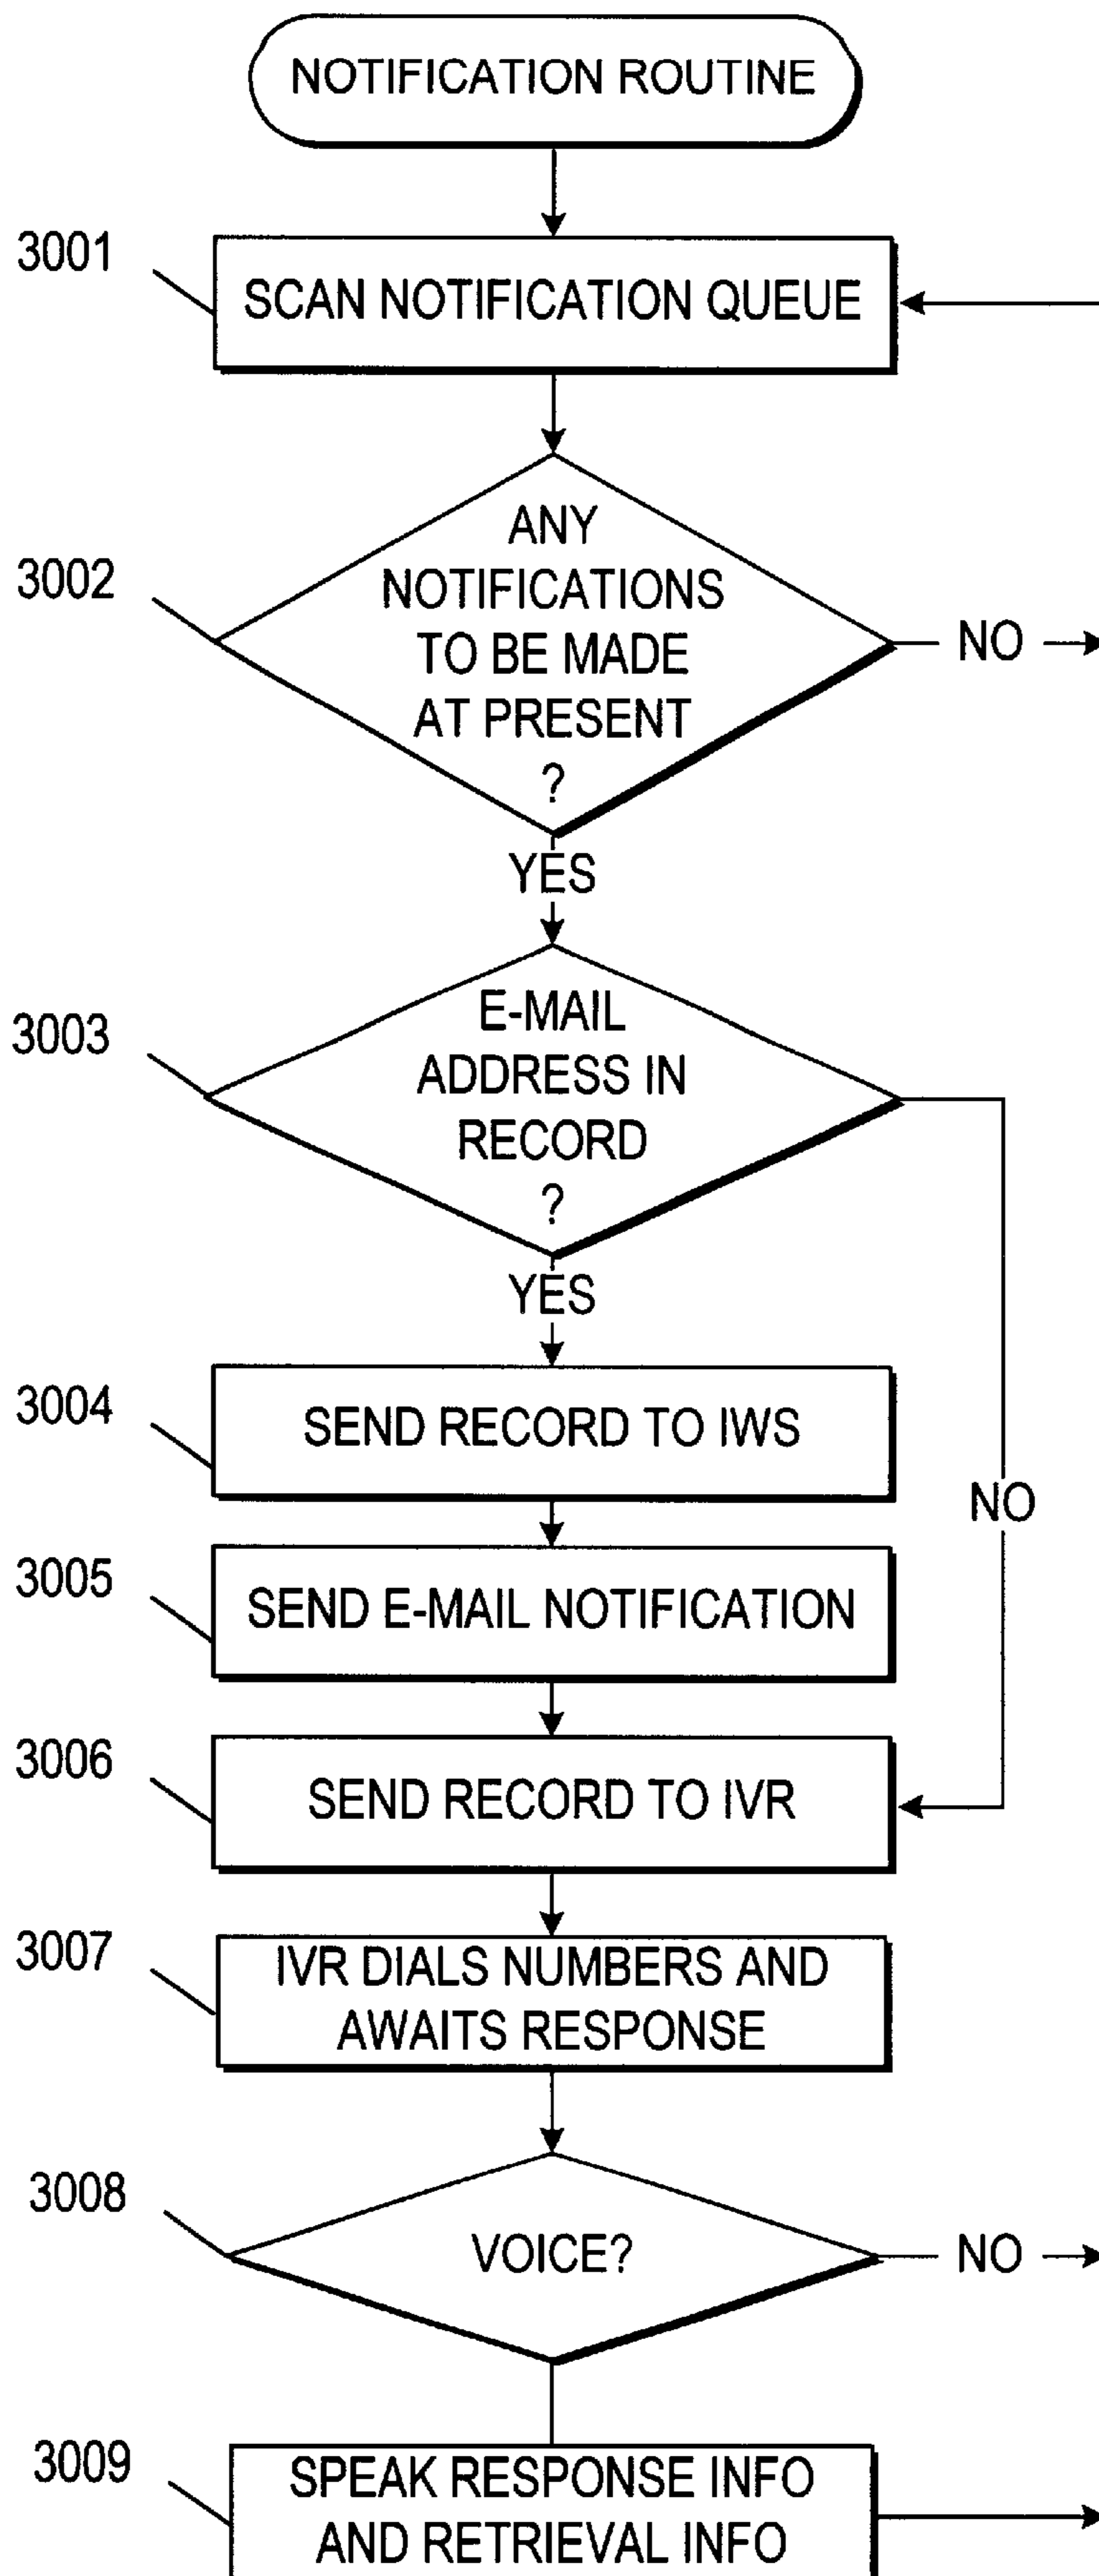 NOTIFICATION ROUTINE
3001
SCAN NOTIFICATION QUEUE
3002
ANY
NOTIFICATIONS
TO BE MADE
AT PRESENT
?
NO
YES
3003
E-MAIL
ADDRESS IN
RECORD
?
YES
3004
SEND RECORD TO IWS
NO
3005
SEND E-MAIL NOTIFICATION
3006
SEND RECORD TO IVR
3007
IVR DIALS NUMBERS AND
AWAITS RESPONSE
3008
VOICE?
NO
3009
SPEAK RESPONSE INFO
AND RETRIEVAL INFO